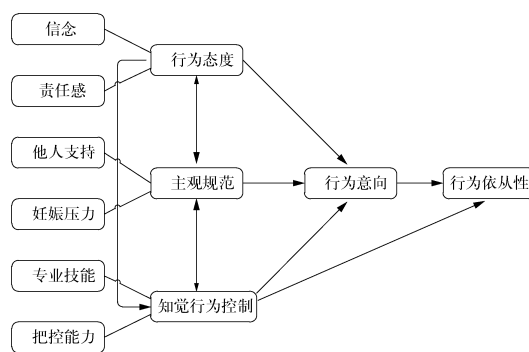 信念
行为态度
责任感
他人支持
主观规范
行为意向
行为依从性
妊娠压力
专业技能
知觉行为控制
把控能力